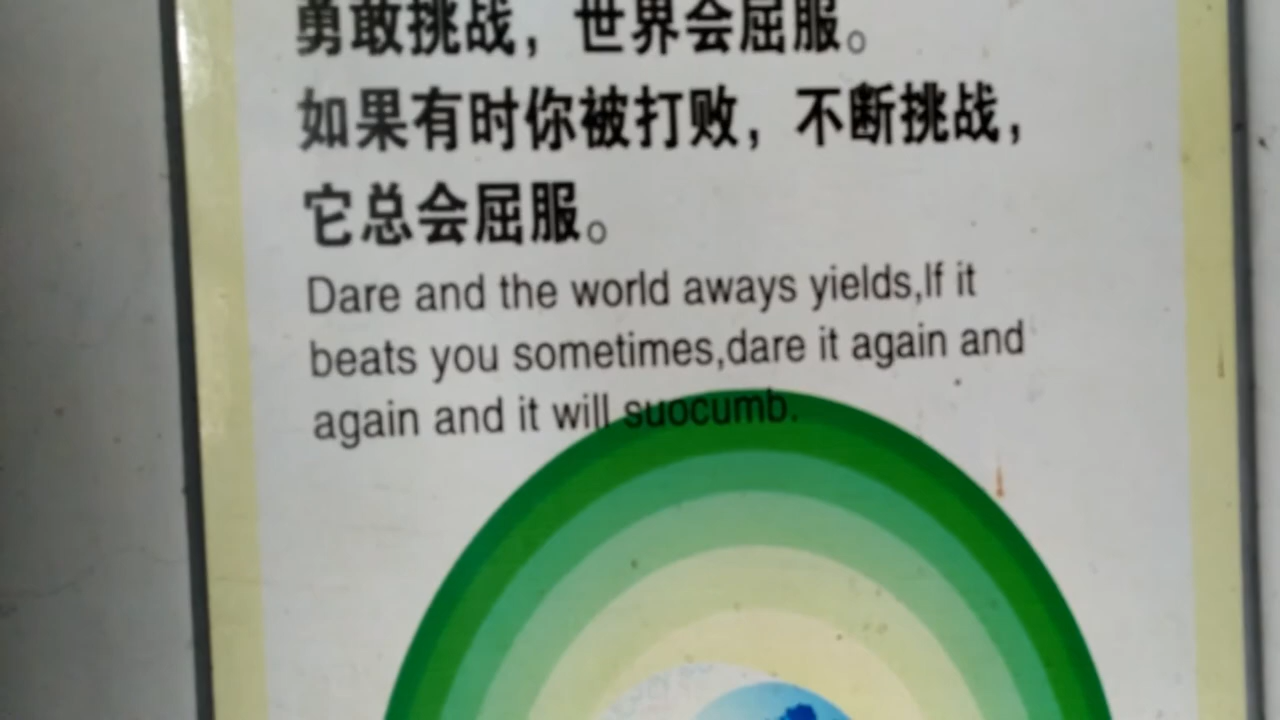 勇敢挑战，世界会屈服。
如果有时你被打败，不断挑战，
它总会屈服。
Dare and the world aways yields,If it
beats you sometimes,dare it again and
again and it will suocumb.